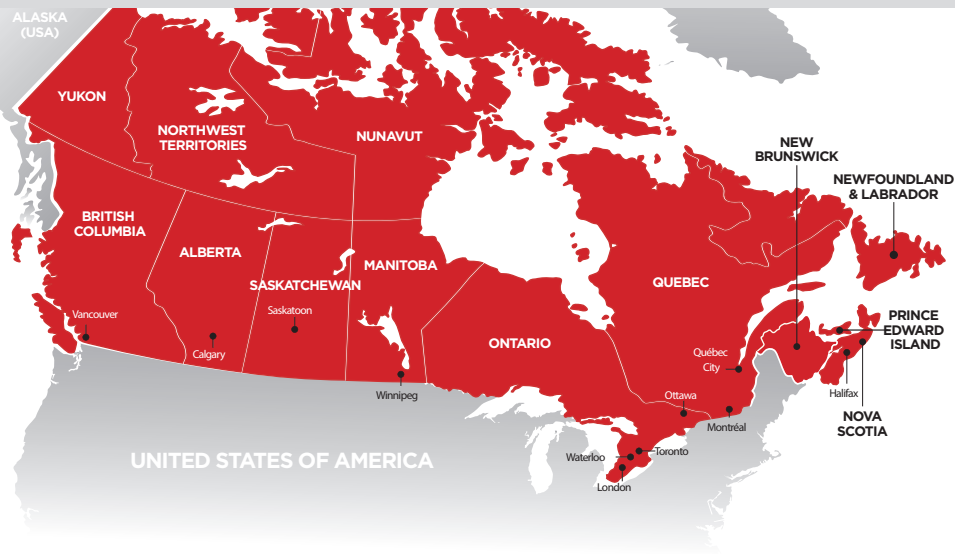 ALASKA
(USA)
YUKON
NORTHWEST
TERRITORIES
NUNAVUT
NEW
BRUNSWICK
NEWFOUNDLAND
& LABRADOR
BRITISH
COLUMBIA
ALBERTA
SASKATCHEWAN
MANITOBA
QUEBEC
Vancouver
Saskatoon
Calgary
ONTARIO
PRINCE
EDWARD
ISLAND
Québec
City
Winnipeg
Ottawa
Halifax
Montréal
NOVA
SCOTIA
UNITED STATES OF AMERICA
Waterloo
Toronto
London